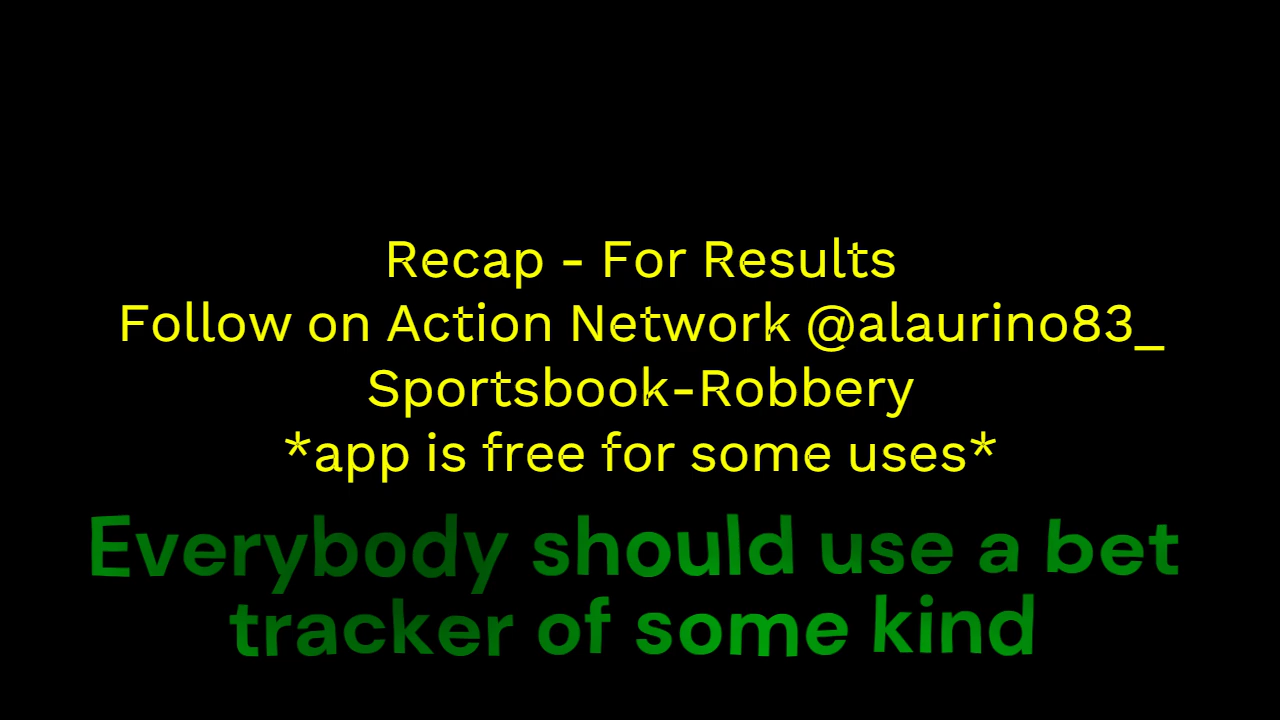 Recap - For Results
Follow on Action Network @alaurino83_
Sportsbook-Robbery
*app is free for some uses*
Everybody should use a bet
tracker of some kind